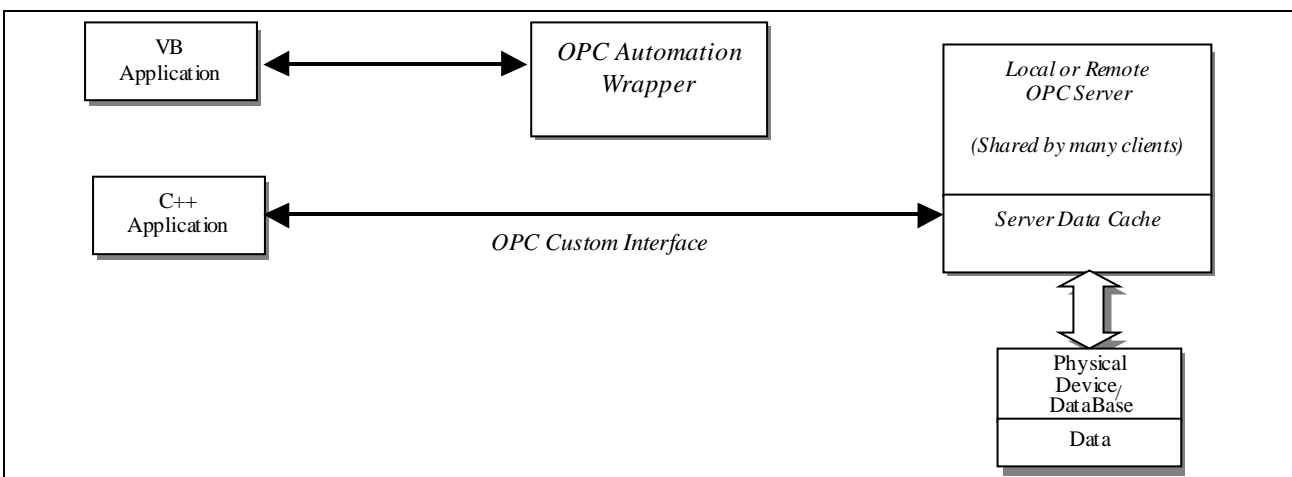 VB
Application
OPC Automation
Wrapper
Local or Remote
OPC Server
(Shared by many clients)
C++
Application
OPC Custom Interface
Server Data Cache
Physical
Device/
DataBase
Data